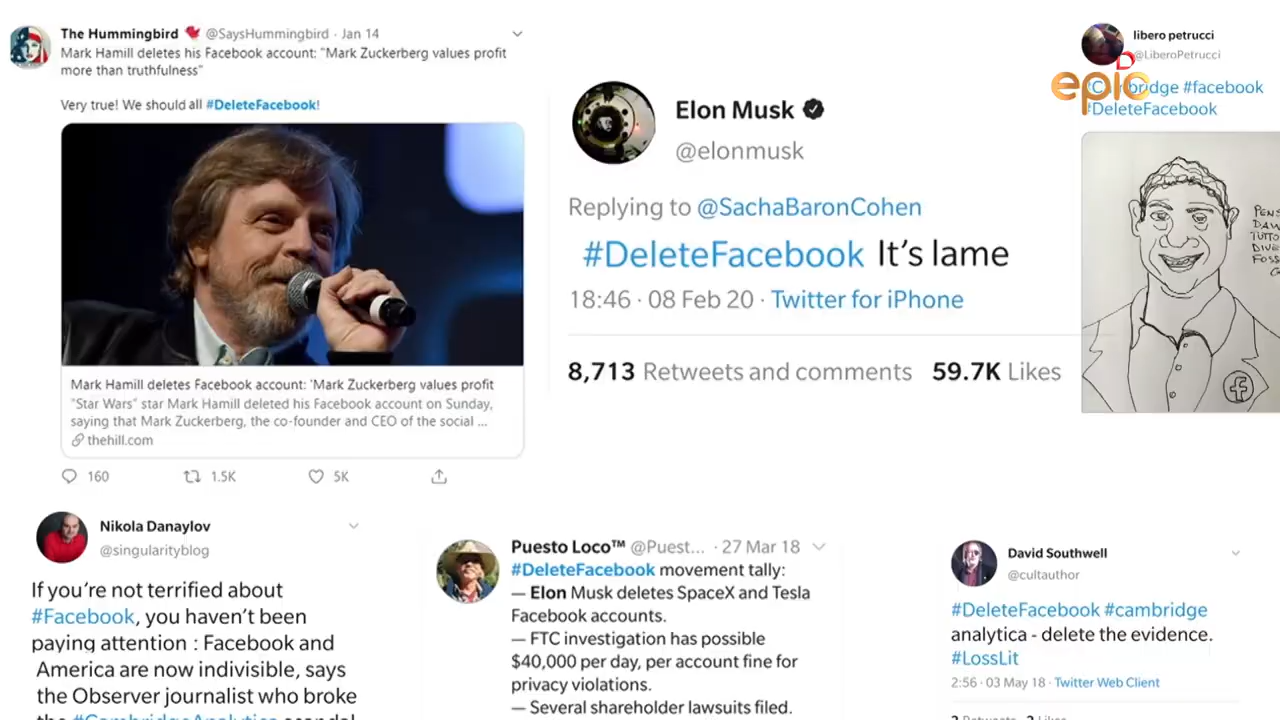 The Hummingbird @SaysHummingbird · Jan 14
Mark Hamill deletes his Facebook account: "Mark Zuckerberg values profit
more than truthfulness"
Very true! We should all #DeleteFacebook!
Mark Hamill deletes Facebook account: 'Mark Zuckerberg values profit
"Star Wars" star Mark Hamill deleted his Facebook account on Sunday,
saying that Mark Zuckerberg, the co-founder and CEO of the social ...
thehill.com
160 1.5K 5K
Elon Musk
@elonmusk
Replying to @SachaBaronCohen
#DeleteFacebook It's lame
18:46 · 08 Feb 20 · Twitter for iPhone
8,713 Retweets and comments 59.7K Likes
libero petrucci
@LiberoPetrucci
epic
#facebook
#DeleteFacebook
TUTTO
f
Nikola Danaylov
@singularityblog
If you're not terrified about
#Facebook, you haven't been
paying attention : Facebook and
America are now indivisible, says
the Observer journalist who broke
the #CambridgeAnalytica scandal
Puesto Loco™ @Puest... · 27 Mar 18
#DeleteFacebook movement tally:
— Elon Musk deletes SpaceX and Tesla
Facebook accounts.
— FTC investigation has possible
$40,000 per day, per account fine for
privacy violations.
— Several shareholder lawsuits filed.
David Southwell
@cultauthor
#DeleteFacebook #cambridge
analytica - delete the evidence.
#LossLit
2:56 · 03 May 18 · Twitter Web Client
2 Retweets 2 Likes